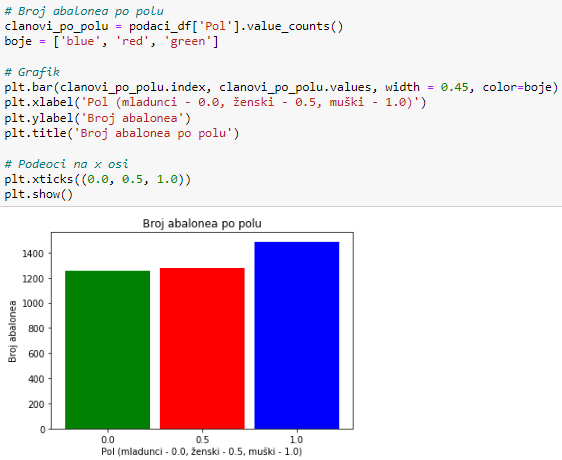 # Broj abalonea po polu
clanovi_po_polu = podaci_df['Pol'].value_counts()
boje = ['blue', 'red', 'green']
# Grafik
plt.bar(clanovi_po_polu.index, clanovi_po_polu.values, width = 0.45, color=boje)
plt.xlabel('Pol (mladunci - 0.0, ženski - 0.5, muški - 1.0)')
plt.ylabel('Broj abalonea')
plt.title('Broj abalonea po polu')
# Podeoci na x osi
plt.xticks((0.0, 0.5, 1.0))
plt.show()
Broj abalonea po polu
Broj abalonea
1400
1200
1000
800
600
400
200
0
0.0 0.5 1.0
Pol (mladunci - 0.0, ženski - 0.5, muški - 1.0)